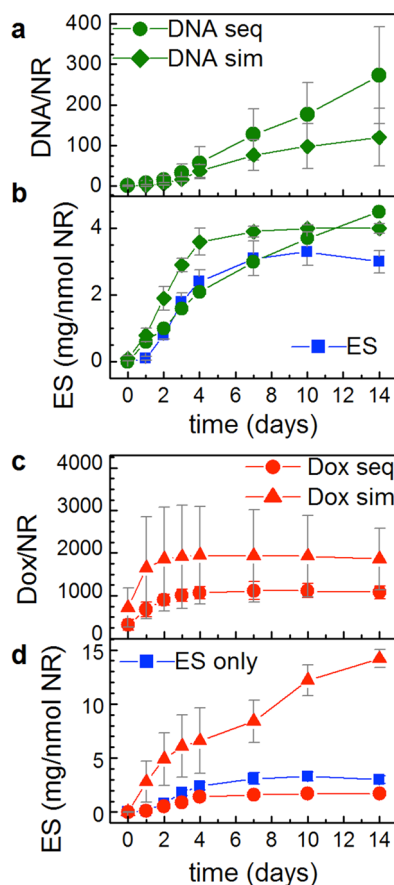 a
DNA seq
DNA sim
DNA/NR
400
300
200
100
0
b
ES (mg/nmol NR)
4
2
0
ES
0 2 4 6 8 10 12 14
time (days)
c
Dox seq
Dox sim
Dox/NR
4000
3000
2000
1000
0
d
ES only
ES (mg/nmol NR)
15
10
5
0
0 2 4 6 8 10 12 14
time (days)